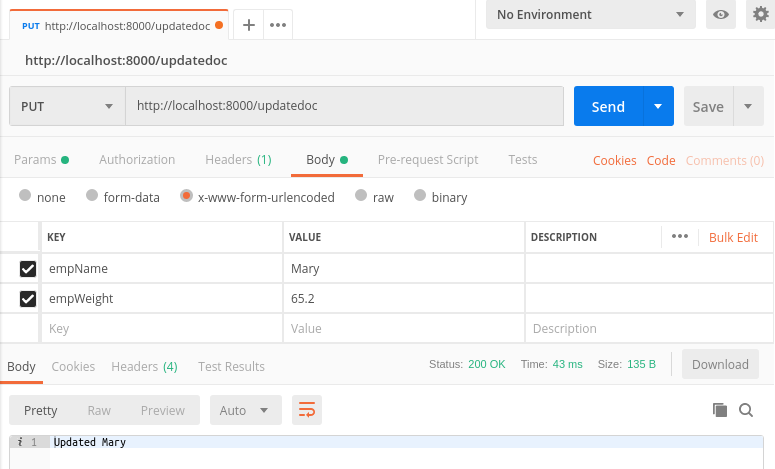 PUT http://localhost:8000/updatedoc + ••• No Environment
http://localhost:8000/updatedoc
PUT http://localhost:8000/updatedoc Send Save
Params Authorization Headers (1) Body Pre-request Script Tests Cookies Code Comments (0)
none form-data x-www-form-urlencoded raw binary
KEY VALUE DESCRIPTION ••• Bulk Edit
empName Mary
empWeight 65.2
Key Value Description
Body Cookies Headers (4) Test Results Status: 200 OK Time: 43 ms Size: 135 B Download
Pretty Raw Preview Auto
i 1 Updated Mary